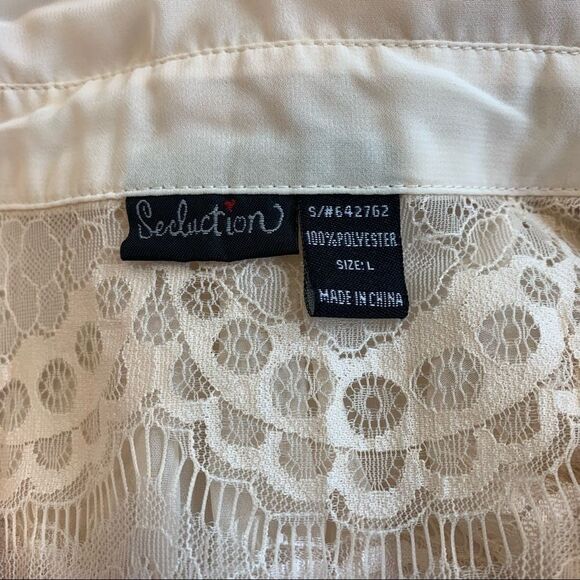 Seduction
S/#642762
100%POLYESTER
SIZE: L
MADE IN CHINA